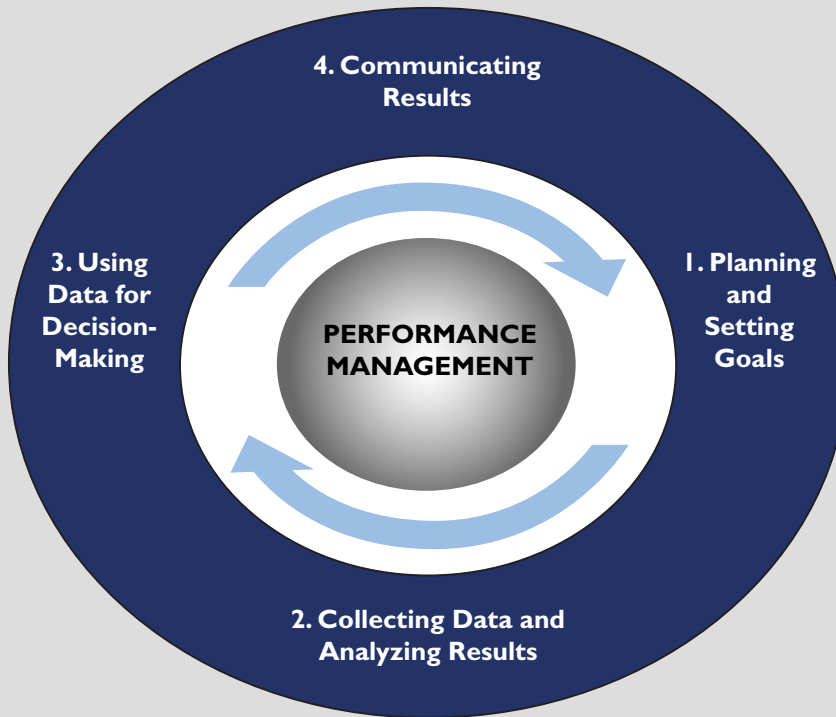 4. Communicating
Results
3. Using
Data for
Decision-
Making
PERFORMANCE
MANAGEMENT
1. Planning
and
Setting
Goals
2. Collecting Data and
Analyzing Results